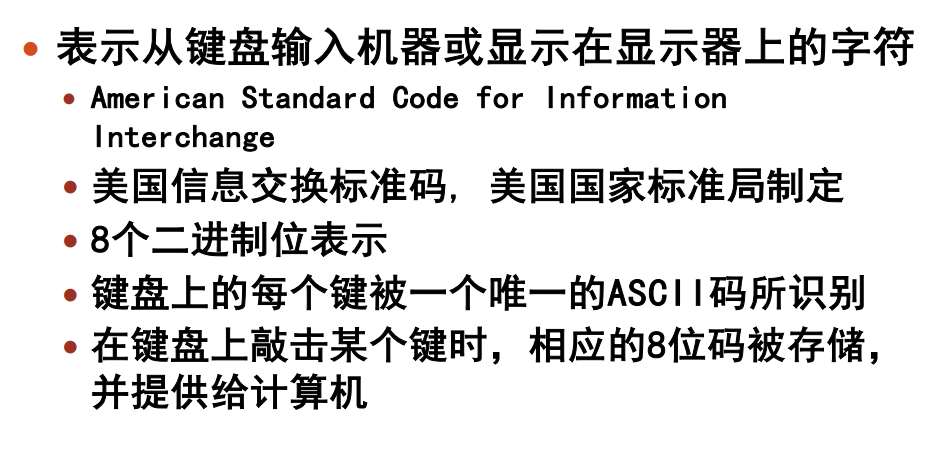 • 表示从键盘输入机器或显示在显示器上的字符
• American Standard Code for Information
Interchange
• 美国信息交换标准码, 美国国家标准局制定
• 8个二进制位表示
• 键盘上的每个键被一个唯一的ASCII码所识别
• 在键盘上敲击某个键时，相应的8位码被存储，
并提供给计算机